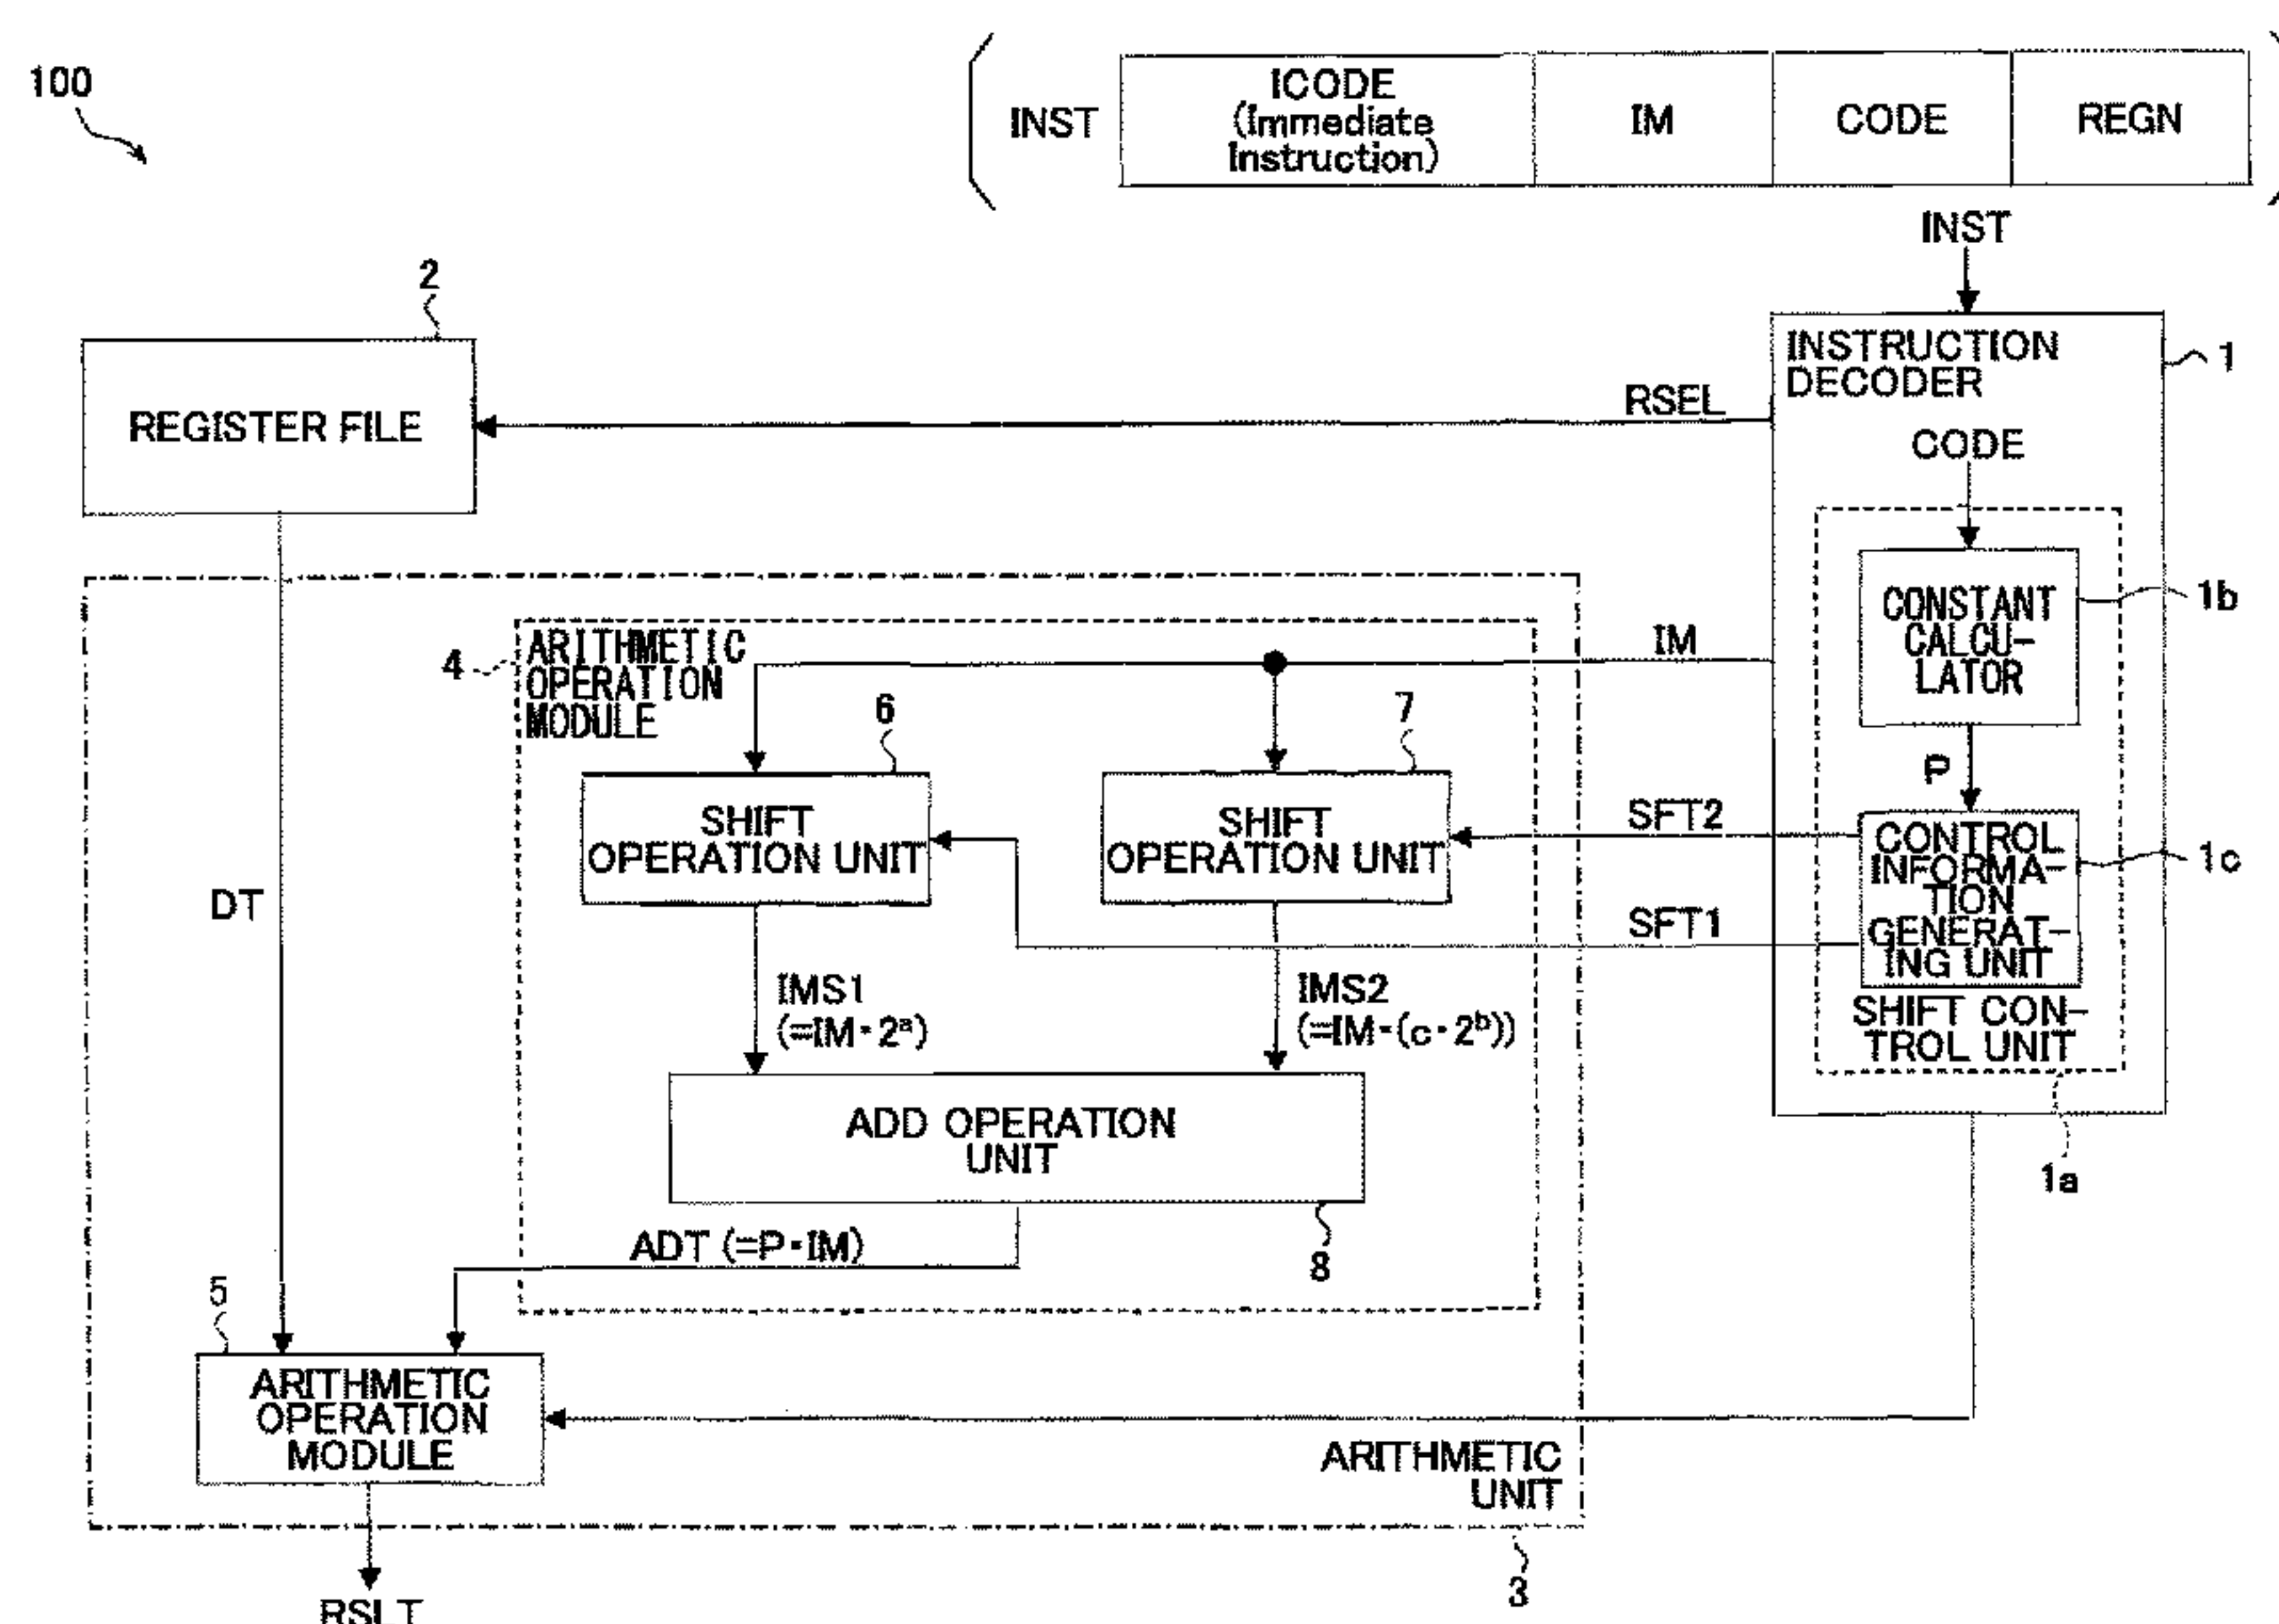 100
INST
ICODE
(Immediate
Instruction)
IM
CODE
REGN
INST
2
REGISTER FILE
RSEL
INSTRUCTION
DECODER
1
CODE
CONSTANT
CALCU-
LATOR
1b
P
CONTROL
INFORMA-
TION
GENERAT-
ING UNIT
1c
SHIFT CON-
TROL UNIT
1a
4
ARITHMETIC
OPERATION
MODULE
IM
6
SHIFT
OPERATION UNIT
7
SHIFT
OPERATION UNIT
SFT2
SFT1
DT
IMS1
(=IM・2ᵃ)
IMS2
(=IM・(c・2ᵇ))
ADD OPERATION
UNIT
8
ADT (=P・IM)
5
ARITHMETIC
OPERATION
MODULE
ARITHMETIC
UNIT
3
RSLT